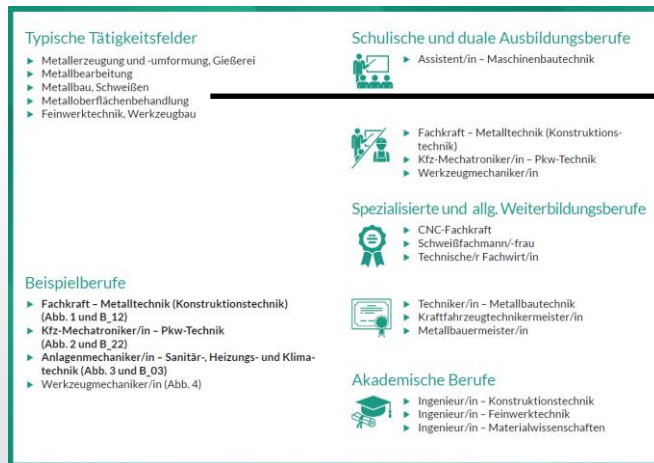 Typische Tätigkeitsfelder
Metallerzeugung und -umformung, Gießerei
Metallbearbeitung
Metallbau, Schweißen
Metalloberflächenbehandlung
Feinwerktechnik, Werkzeugbau
Beispielberufe
Fachkraft – Metalltechnik (Konstruktionstechnik)
(Abb. 1 und B_12)
Kfz-Mechatroniker/in – Pkw-Technik
(Abb. 2 und B_22)
Anlagenmechaniker/in – Sanitär-, Heizungs- und Klima-
technik (Abb. 3 und B_03)
Werkzeugmechaniker/in (Abb. 4)
Schulische und duale Ausbildungsberufe
Assistent/in – Maschinenbautechnik
Fachkraft – Metalltechnik (Konstruktions-
technik)
Kfz-Mechatroniker/in – Pkw-Technik
Werkzeugmechaniker/in
Spezialisierte und allg. Weiterbildungsberufe
CNC-Fachkraft
Schweißfachmann/-frau
Technische/r Fachwirt/in
Techniker/in – Metallbautechnik
Kraftfahrzeugtechnikermeister/in
Metallbauermeister/in
Akademische Berufe
Ingenieur/in – Konstruktionstechnik
Ingenieur/in – Feinwerktechnik
Ingenieur/in – Materialwissenschaften